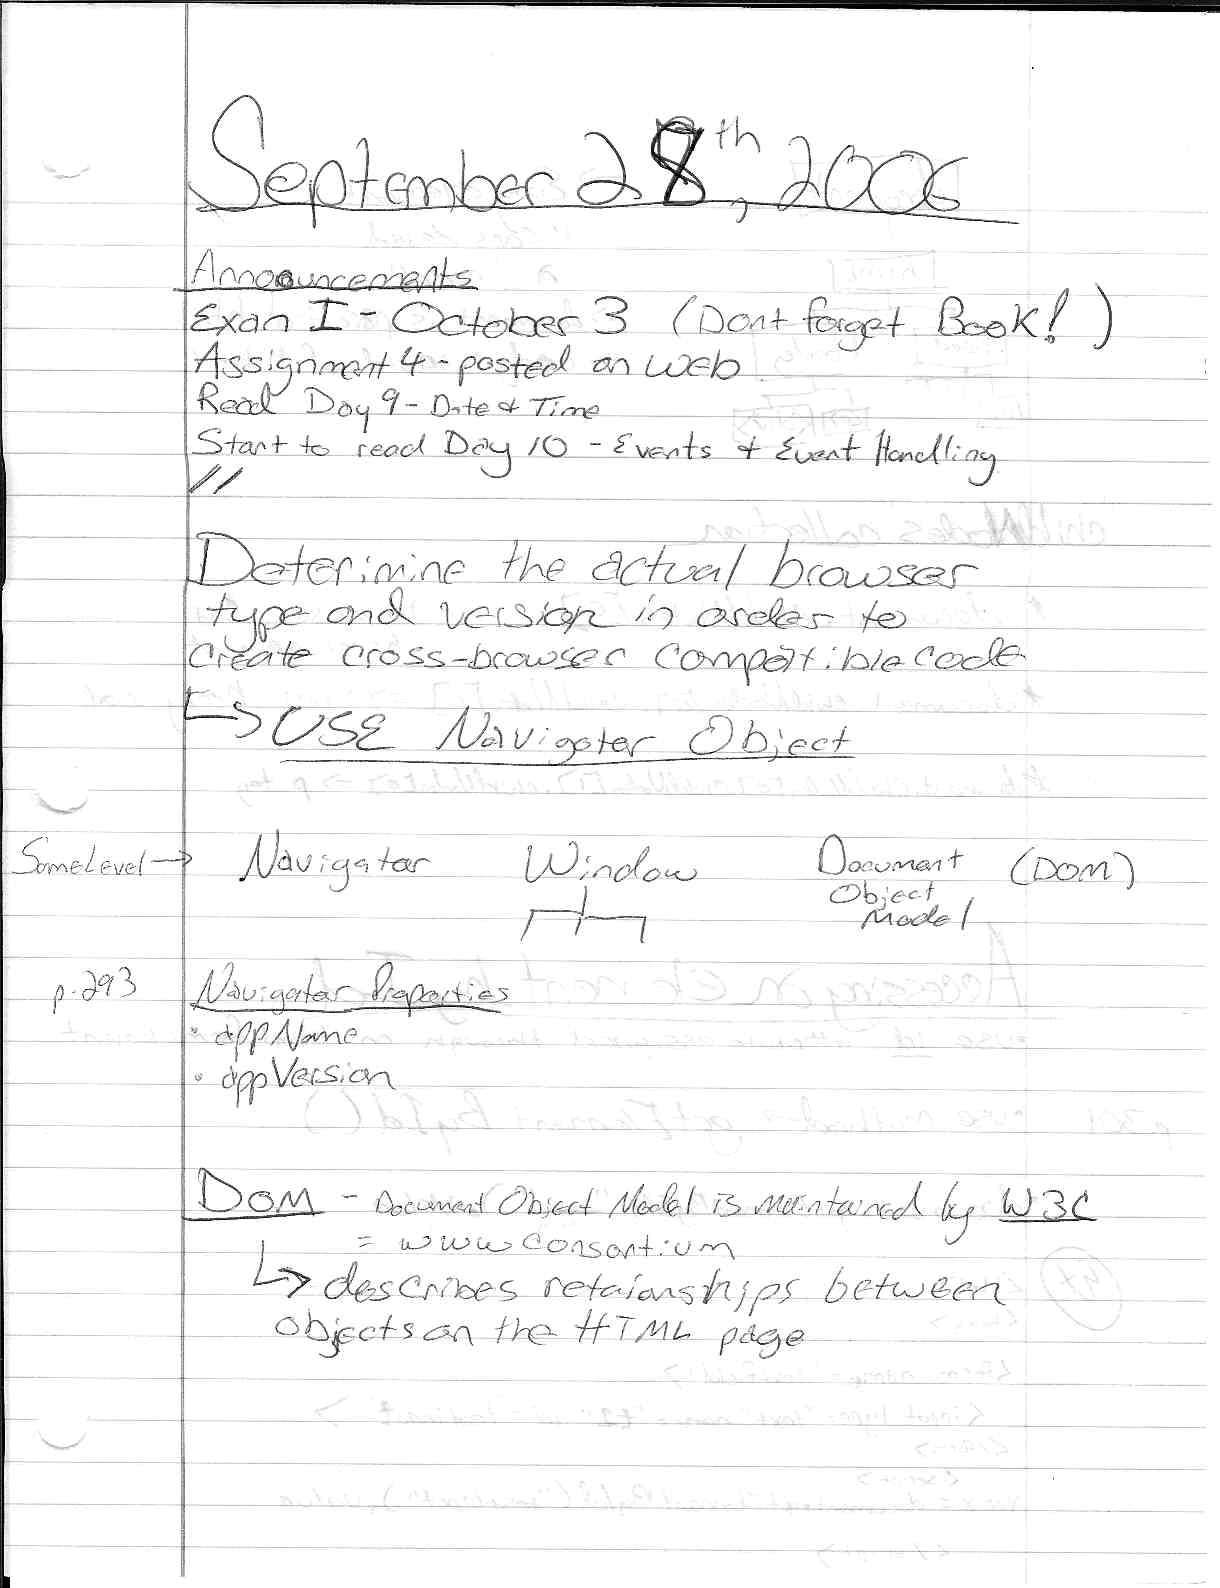 September 28th, 2006
Announcements
Exan I - October 3 (Dont forget Book!)
Assignment 4 - posted on web
Read Day 9 - Date & Time
Start to read Day 10 - Events & Event Handling
//
Determine the actual browser
type and version in order to
create cross-browser compatible code
↳ USE Navigator Object
Same Level → Navigator Window Document (DOM)
Object
Model
p.293 Navigator Properties
• appName
• appVersion
DOM - Document Object Model is maintained by W3C
= www consortium
↳ describes retaionships between
objects on the HTML page